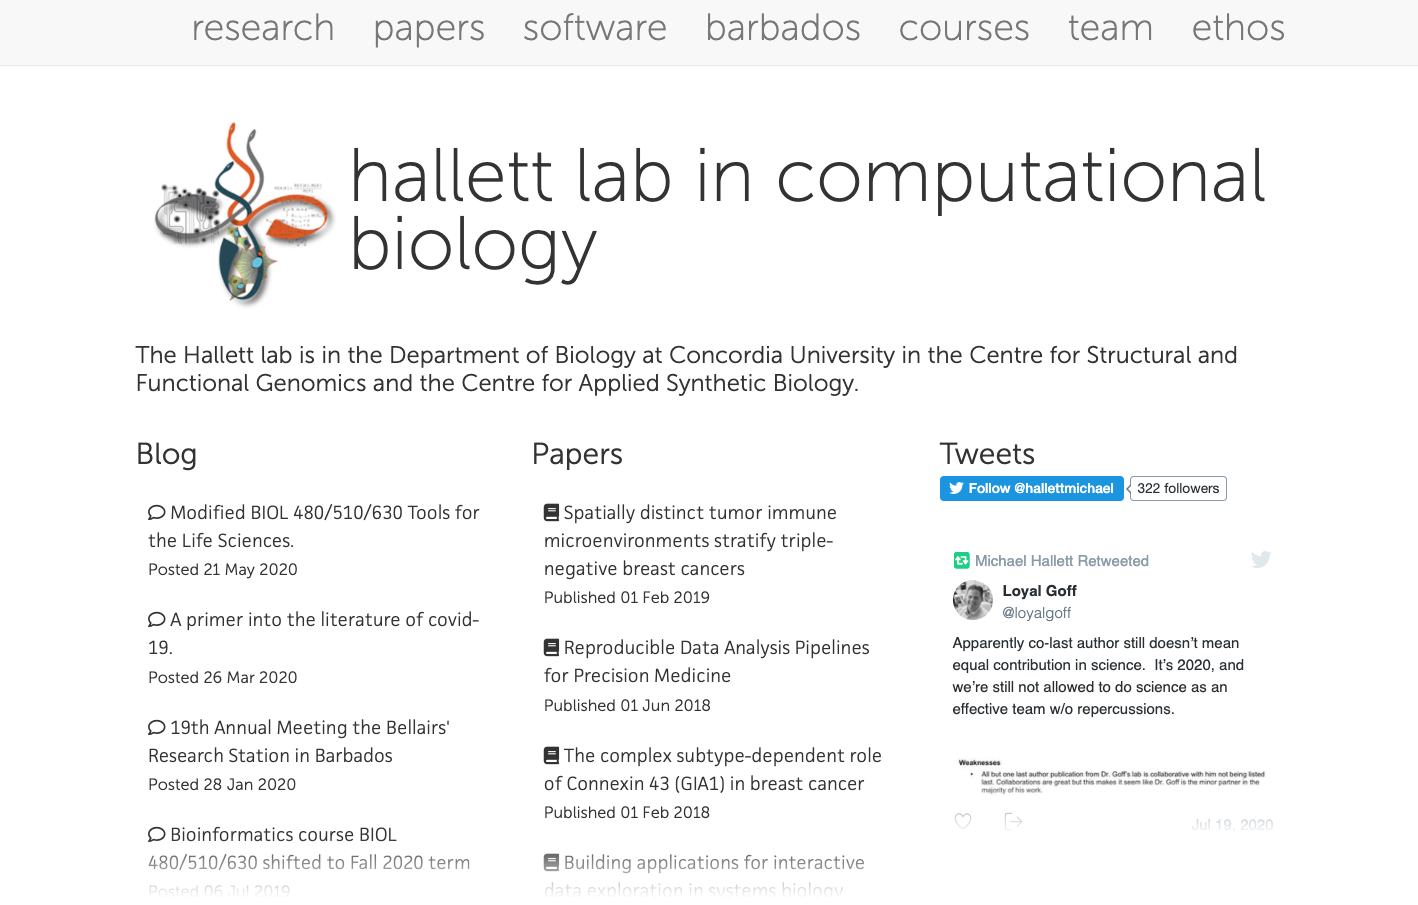 research papers software barbados courses team ethos
hallett lab in computational
biology
The Hallett lab is in the Department of Biology at Concordia University in the Centre for Structural and
Functional Genomics and the Centre for Applied Synthetic Biology.
Blog
Modified BIOL 480/510/630 Tools for
the Life Sciences.
Posted 21 May 2020
A primer into the literature of covid-
19.
Posted 26 Mar 2020
19th Annual Meeting the Bellairs'
Research Station in Barbados
Posted 28 Jan 2020
Bioinformatics course BIOL
480/510/630 shifted to Fall 2020 term
Posted 06 Jul 2019
Papers
Spatially distinct tumor immune
microenvironments stratify triple-
negative breast cancers
Published 01 Feb 2019
Reproducible Data Analysis Pipelines
for Precision Medicine
Published 01 Jun 2018
The complex subtype-dependent role
of Connexin 43 (GIA1) in breast cancer
Published 01 Feb 2018
Building applications for interactive
data exploration in systems biology
Tweets
Follow @hallettmichael 322 followers
Michael Hallett Retweeted
Loyal Goff
@loyalgoff
Apparently co-last author still doesn’t mean
equal contribution in science. It’s 2020, and
we’re still not allowed to do science as an
effective team w/o repercussions.
Weaknesses
• All but one last author publication from Dr. Goff's lab is collaborative with him not being listed
last. Collaborations are great but this makes it seem like Dr. Goff is the minor partner in the
majority of his work.
Jul 19, 2020